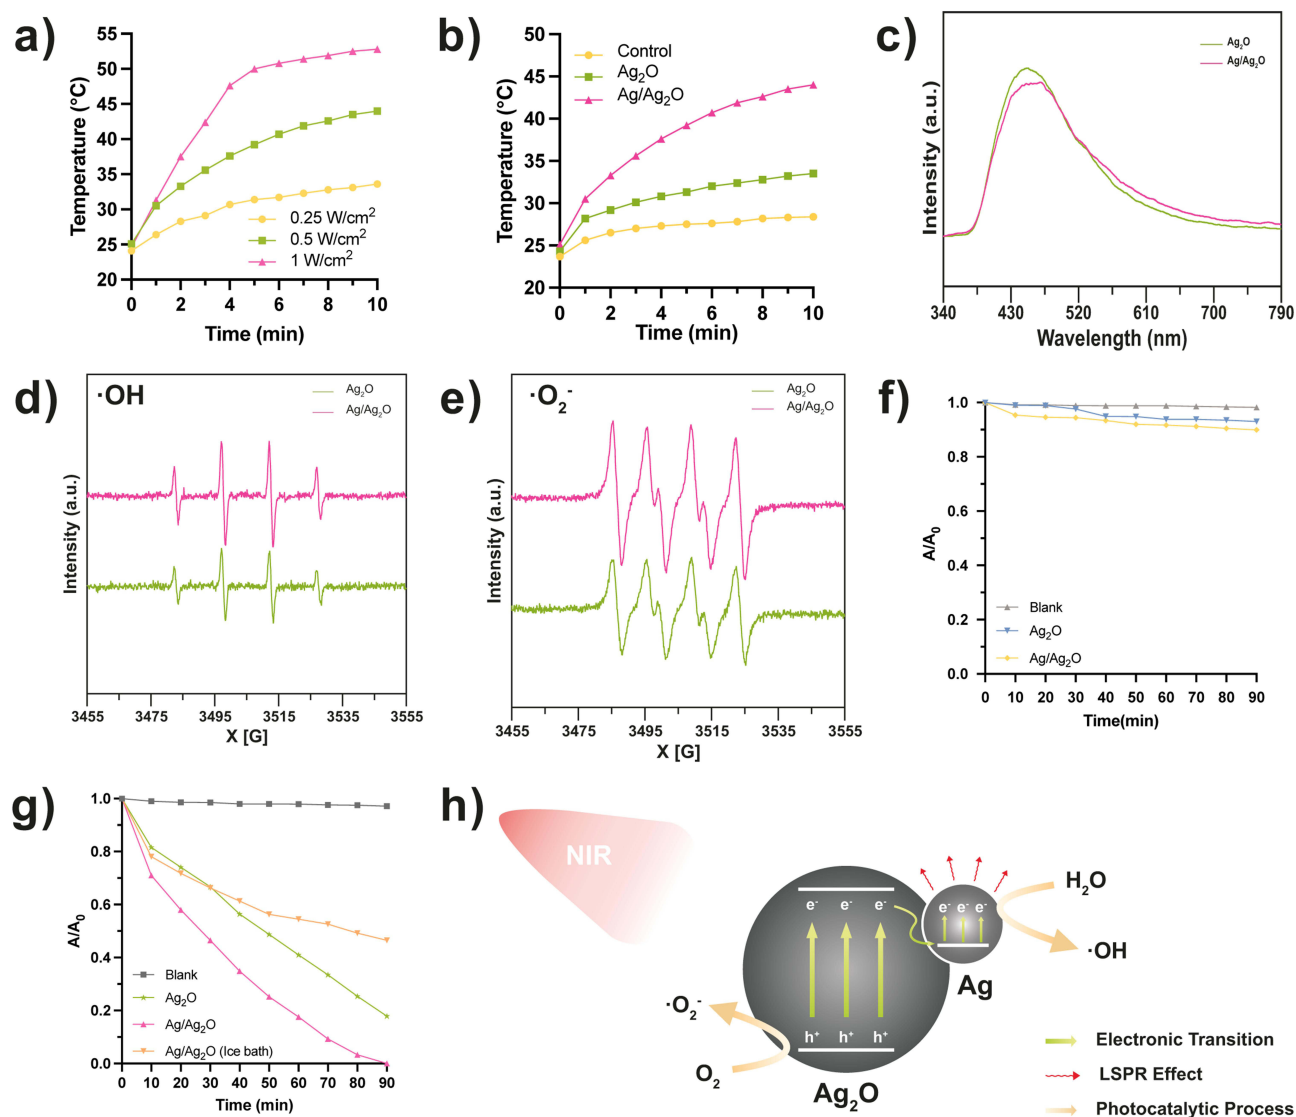 a)
55
50
45
40
35
30
25
20
Temperature (°C)
0.25 W/cm²
0.5 W/cm²
1 W/cm²
0 2 4 6 8 10
Time (min)
b)
50
45
40
35
30
25
20
Temperature (°C)
Control
Ag₂O
Ag/Ag₂O
0 2 4 6 8 10
Time (min)
c)
Intensity (a.u.)
Ag₂O
Ag/Ag₂O
340 430 520 610 700 790
Wavelength (nm)
d)
·OH
Ag₂O
Ag/Ag₂O
Intensity (a.u.)
3455 3475 3495 3515 3535 3555
X [G]
e)
·O₂⁻
Ag₂O
Ag/Ag₂O
Intensity (a.u.)
3455 3475 3495 3515 3535 3555
X [G]
f)
1.0
0.8
0.6
0.4
0.2
0.0
A/A₀
Blank
Ag₂O
Ag/Ag₂O
0 10 20 30 40 50 60 70 80 90
Time(min)
g)
1.0
0.8
0.6
0.4
0.2
0.0
A/A₀
Blank
Ag₂O
Ag/Ag₂O
Ag/Ag₂O (Ice bath)
0 10 20 30 40 50 60 70 80 90
Time (min)
h)
NIR
e⁻ e⁻ e⁻
e⁻ e⁻ e⁻
H₂O
·OH
Ag
·O₂⁻
h⁺ h⁺ h⁺
O₂
Ag₂O
Electronic Transition
LSPR Effect
Photocatalytic Process